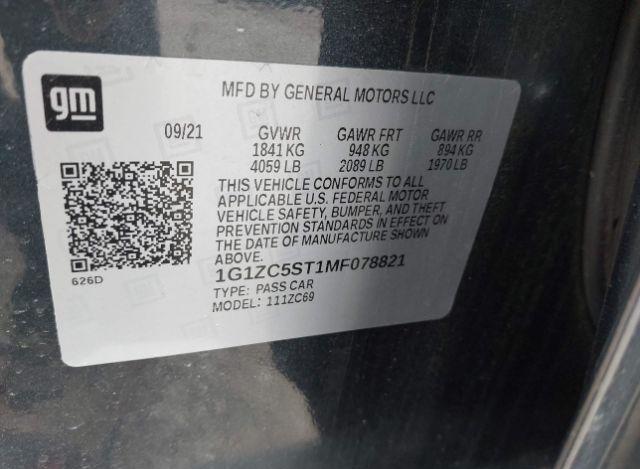 gm
MFD BY GENERAL MOTORS LLC
09/21 GVWR GAWR FRT GAWR RR
1841 KG 948 KG 894 KG
4059 LB 2089 LB 1970 LB
THIS VEHICLE CONFORMS TO ALL
APPLICABLE U.S. FEDERAL MOTOR
VEHICLE SAFETY, BUMPER, AND THEFT
PREVENTION STANDARDS IN EFFECT ON
THE DATE OF MANUFACTURE SHOWN
ABOVE.
1G1ZC5ST1MF078821
TYPE: PASS CAR
MODEL: 111ZC69
626D